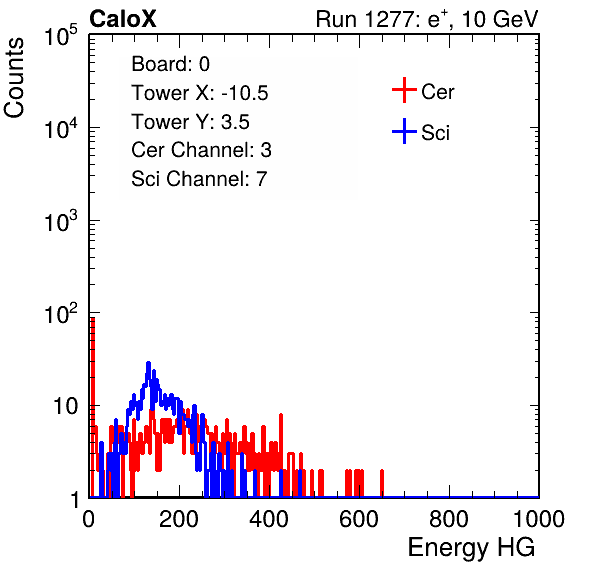 CaloX Run 1277: e⁺, 10 GeV
Counts
10⁵
10⁴
10³
10²
10
1
Board: 0
Tower X: -10.5
Tower Y: 3.5
Cer Channel: 3
Sci Channel: 7
Cer
Sci
0 200 400 600 800 1000
Energy HG